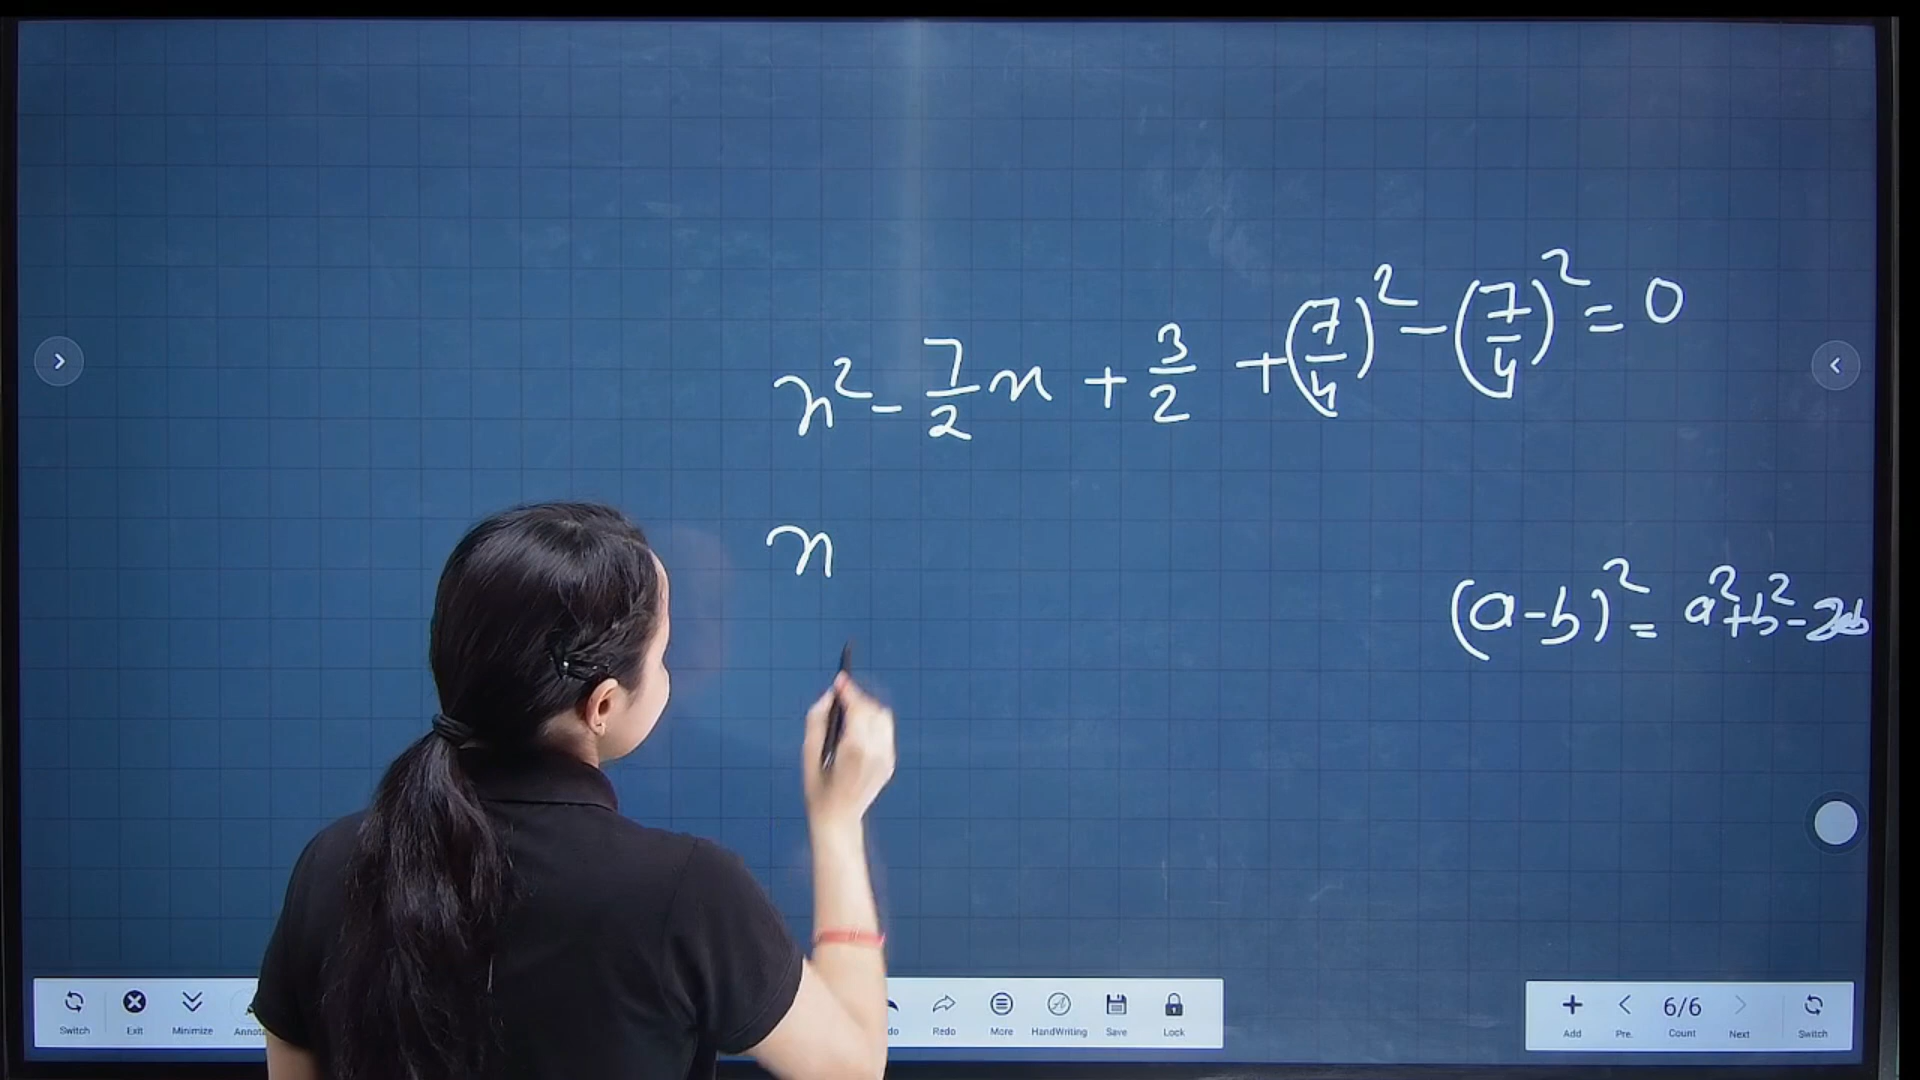 x² - 7/2 x + 3/2 + (7/4)² - (7/4)² = 0
x
(a-b)² = a²+b²-2ab
Switch Exit Minimize Redo More HandWriting Save Lock
6/6
Add Pre. Count Next Switch